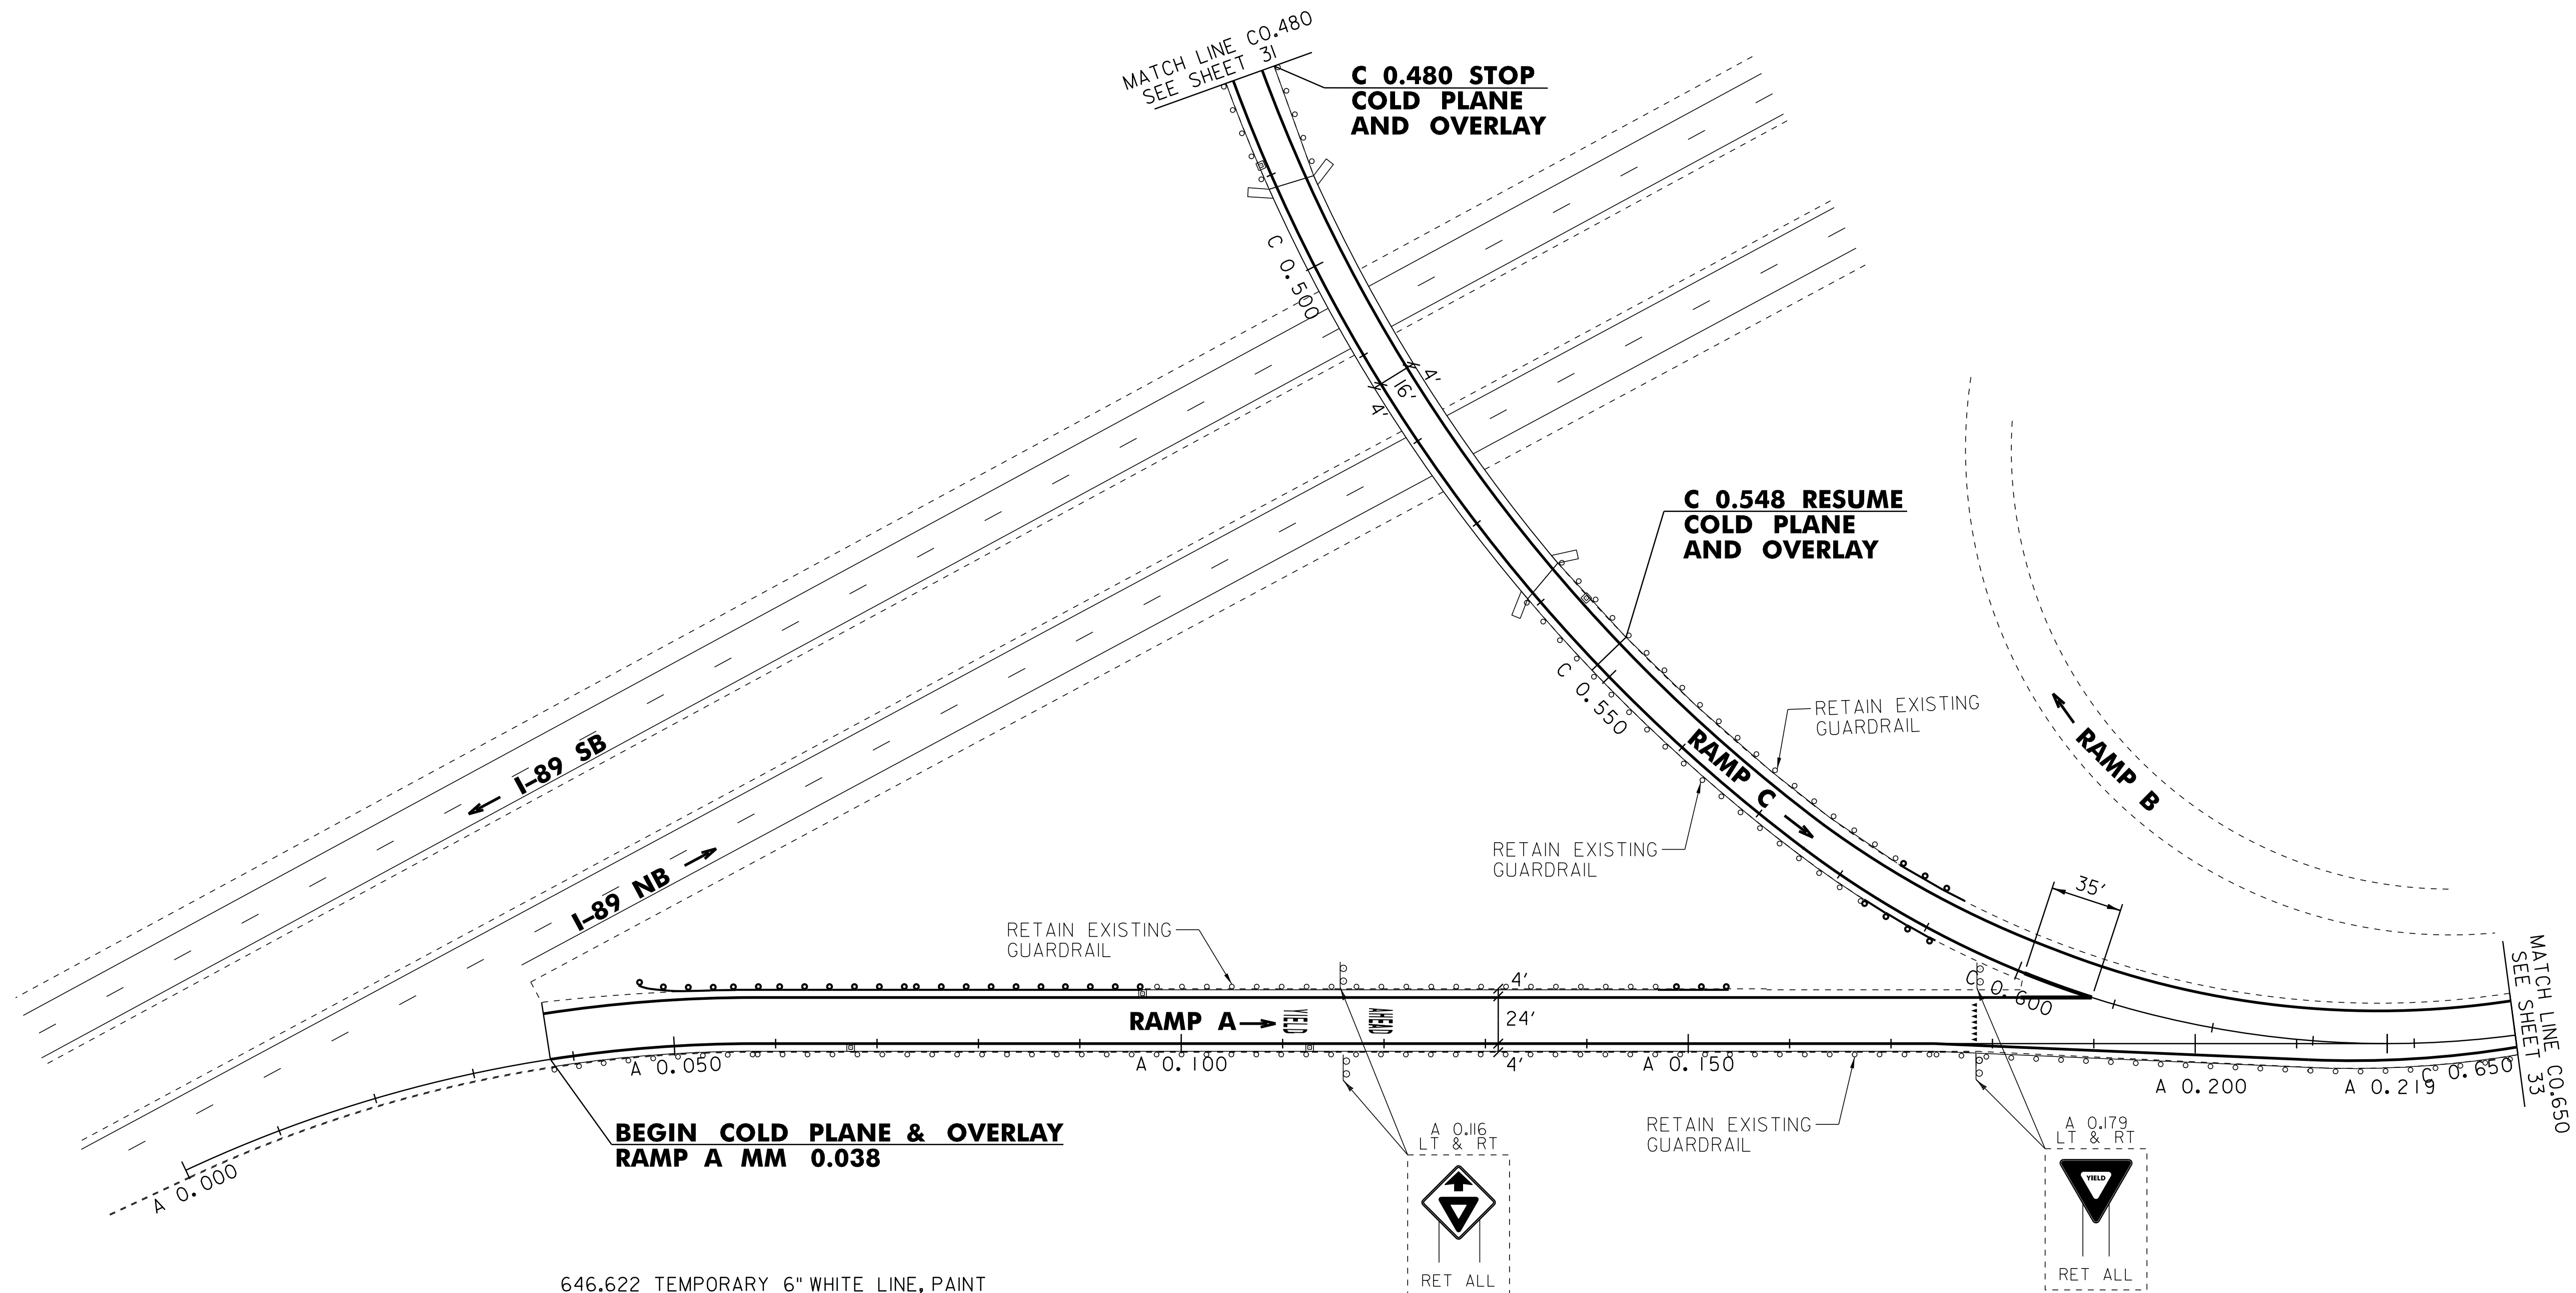 MATCH LINE C0.480
SEE SHEET 31
C 0.480 STOP
COLD PLANE
AND OVERLAY
C 0.500
4'
16'
4'
C 0.548 RESUME
COLD PLANE
AND OVERLAY
C 0.550
RETAIN EXISTING
GUARDRAIL
RAMP C
RAMP B
I-89 SB
I-89 NB
RETAIN EXISTING
GUARDRAIL
35'
RETAIN EXISTING
GUARDRAIL
C 0.600
MATCH LINE C0.650
SEE SHEET 33
4'
24'
4'
RAMP A
YIELD
AHEAD
A 0.050
A 0.100
A 0.150
A 0.200
A 0.219
C 0.650
A 0.000
BEGIN COLD PLANE & OVERLAY
RAMP A MM 0.038
RETAIN EXISTING
GUARDRAIL
A 0.116
LT & RT
RET ALL
A 0.179
LT & RT
YIELD
RET ALL
646.622 TEMPORARY 6" WHITE LINE, PAINT